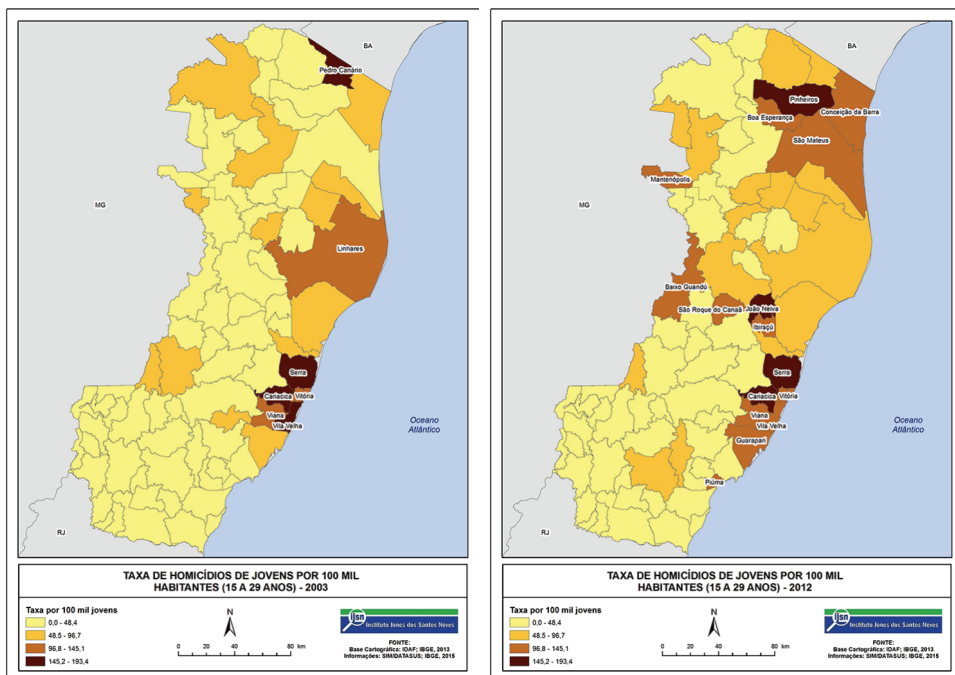 BA
Pedro Canário
MG
Linhares
Serra
Cariacica
Vitória
Viana
Vila Velha
Oceano
Atlântico
RJ
TAXA DE HOMICÍDIOS DE JOVENS POR 100 MIL
HABITANTES (15 A 29 ANOS) - 2003
Taxa por 100 mil jovens
0,0 - 48,4
48,5 - 96,7
96,8 - 145,1
145,2 - 193,4
N
0 20 40 80
km
ijsn
Instituto Jones dos Santos Neves
FONTE:
Base Cartográfica: IDAF; IBGE, 2013
Informações: SIM/DATASUS; IBGE, 2015
BA
Pinheiros
Conceição da Barra
Boa Esperança
São Mateus
Mantenópolis
MG
Baixo Guandú
São Roque do Canaã
João Neiva
Ibiraçú
Serra
Cariacica
Vitória
Viana
Vila Velha
Guarapari
Oceano
Atlântico
Piúma
RJ
TAXA DE HOMICÍDIOS DE JOVENS POR 100 MIL
HABITANTES (15 A 29 ANOS) - 2012
Taxa por 100 mil jovens
0,0 - 48,4
48,5 - 96,7
96,8 - 145,1
145,2 - 193,4
N
0 20 40 80
km
ijsn
Instituto Jones dos Santos Neves
FONTE:
Base Cartográfica: IDAF; IBGE, 2013
Informações: SIM/DATASUS; IBGE, 2015